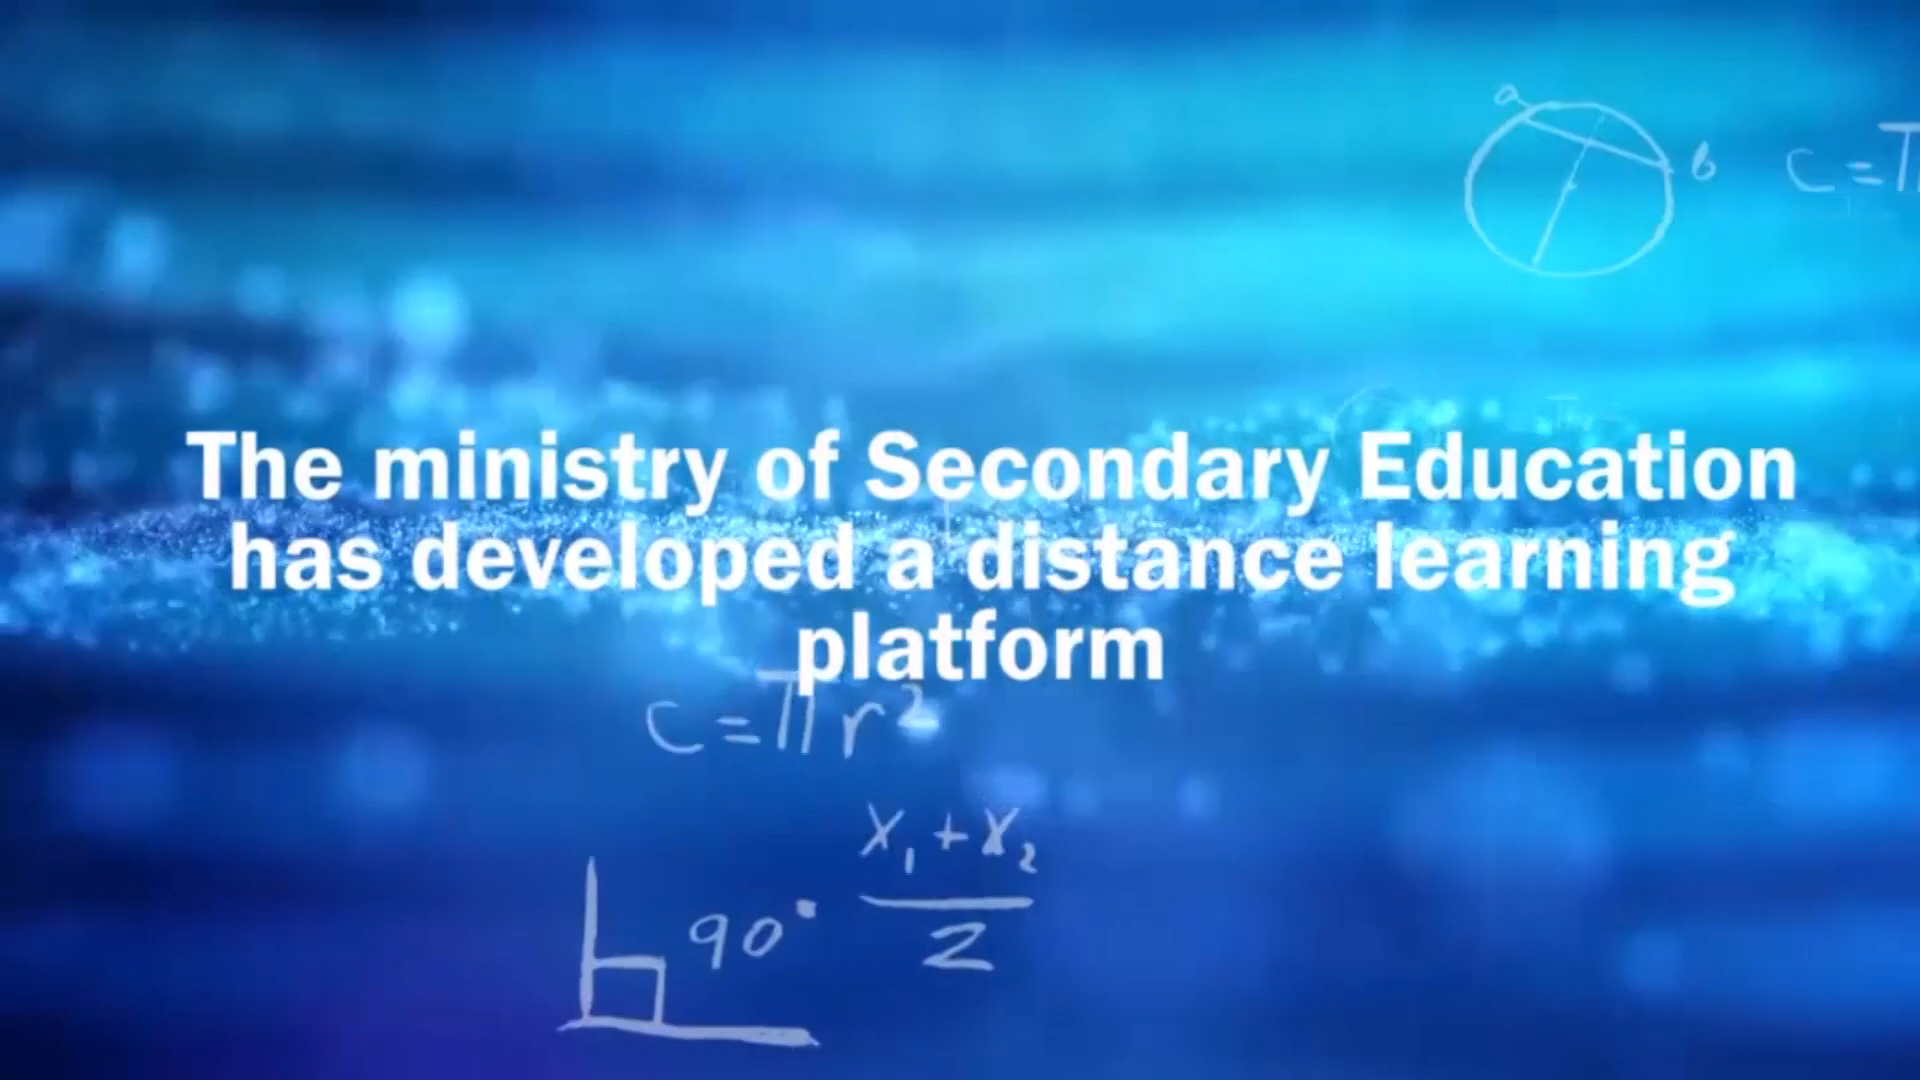 a
b c=π
The ministry of Secondary Education
has developed a distance learning
platform
c=πr²
x₁+x₂
90°
2